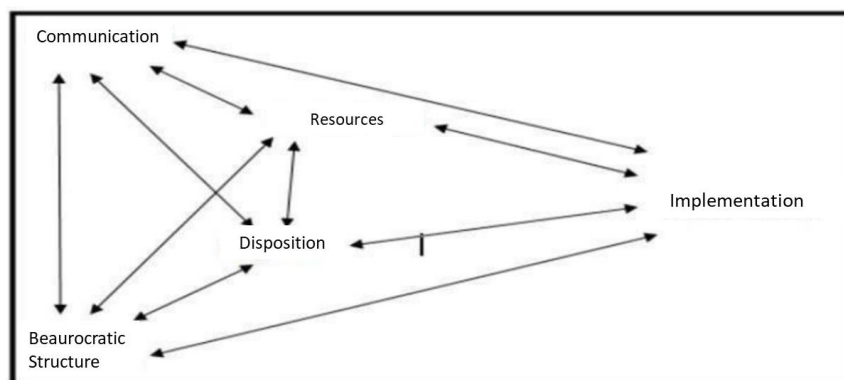 Communication
Resources
Implementation
Disposition
Beaurocratic
Structure